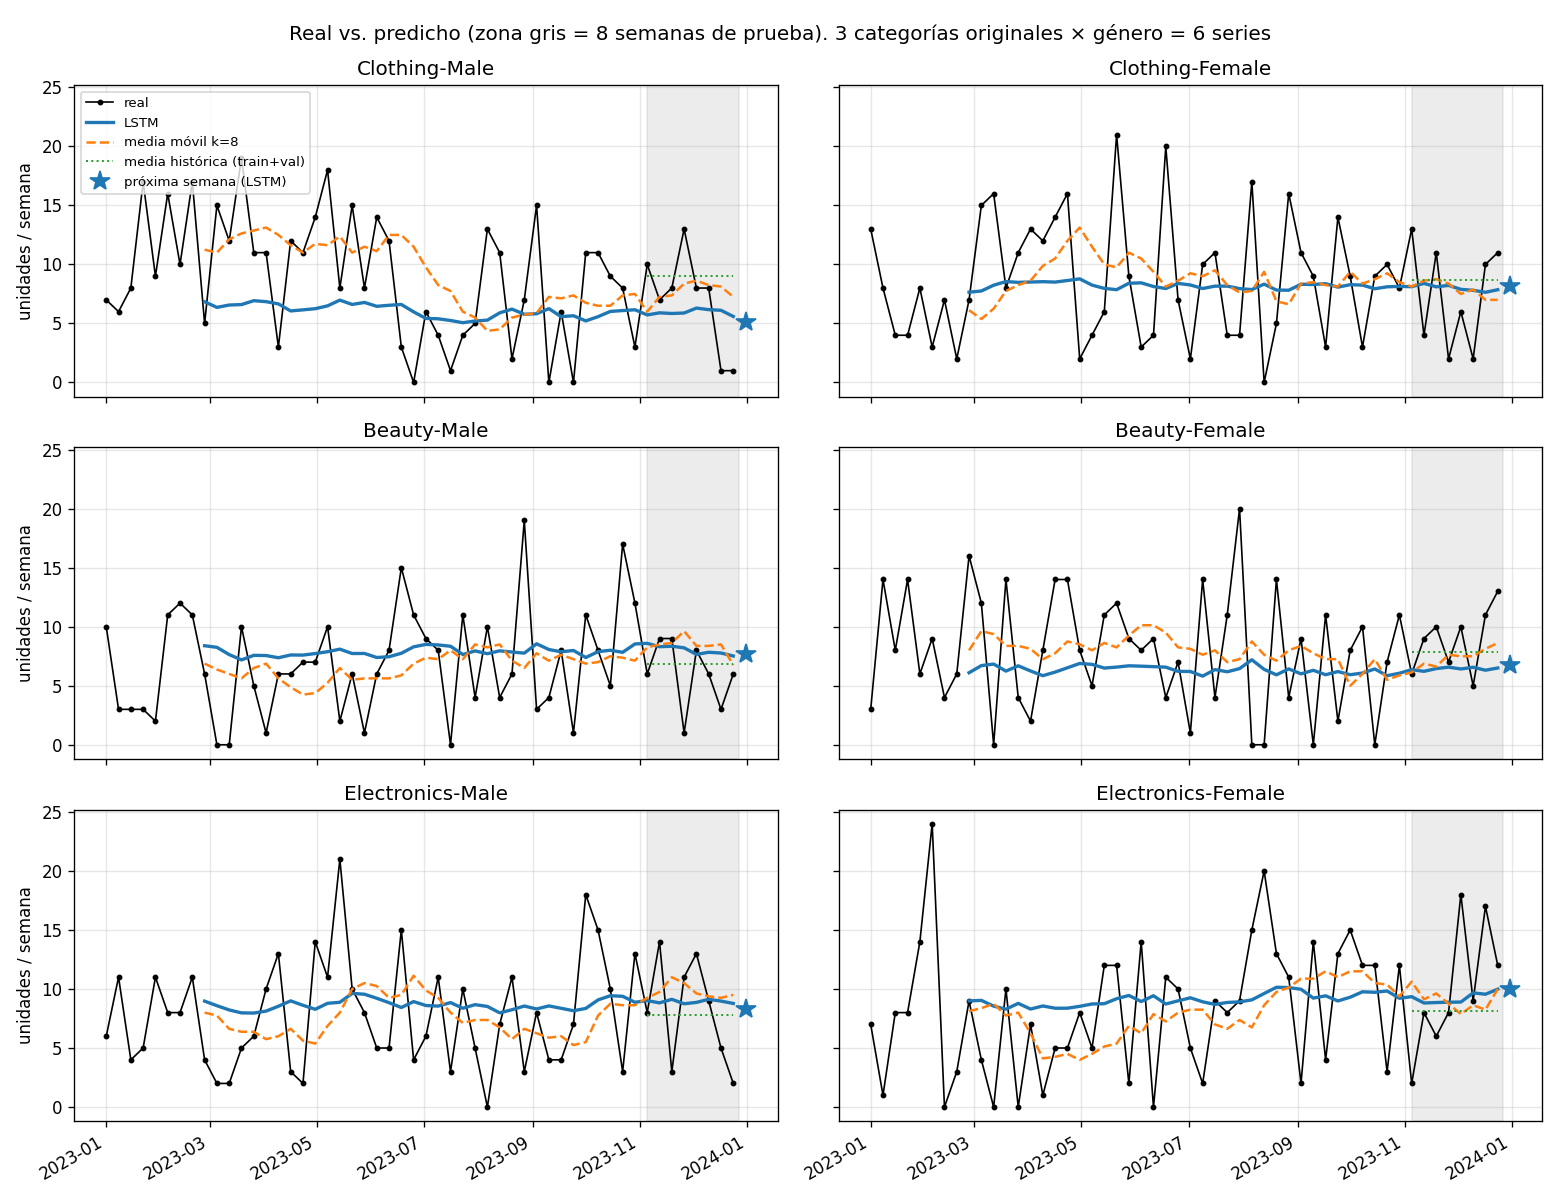 Real vs. predicho (zona gris = 8 semanas de prueba). 3 categorías originales × género = 6 series
Clothing-Male
Clothing-Female
25
20
15
10
5
0
unidades / semana
real
LSTM
media móvil k=8
media histórica (train+val)
próxima semana (LSTM)
Beauty-Male
Beauty-Female
25
20
15
10
5
0
unidades / semana
Electronics-Male
Electronics-Female
25
20
15
10
5
0
unidades / semana
2023-01
2023-03
2023-05
2023-07
2023-09
2023-11
2024-01
2023-01
2023-03
2023-05
2023-07
2023-09
2023-11
2024-01